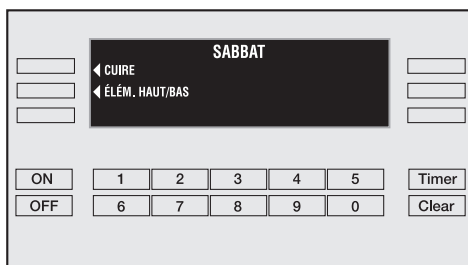 SABBAT
CUIRE
ÉLÉM. HAUT/BAS
ON 1 2 3 4 5 Timer
OFF 6 7 8 9 0 Clear